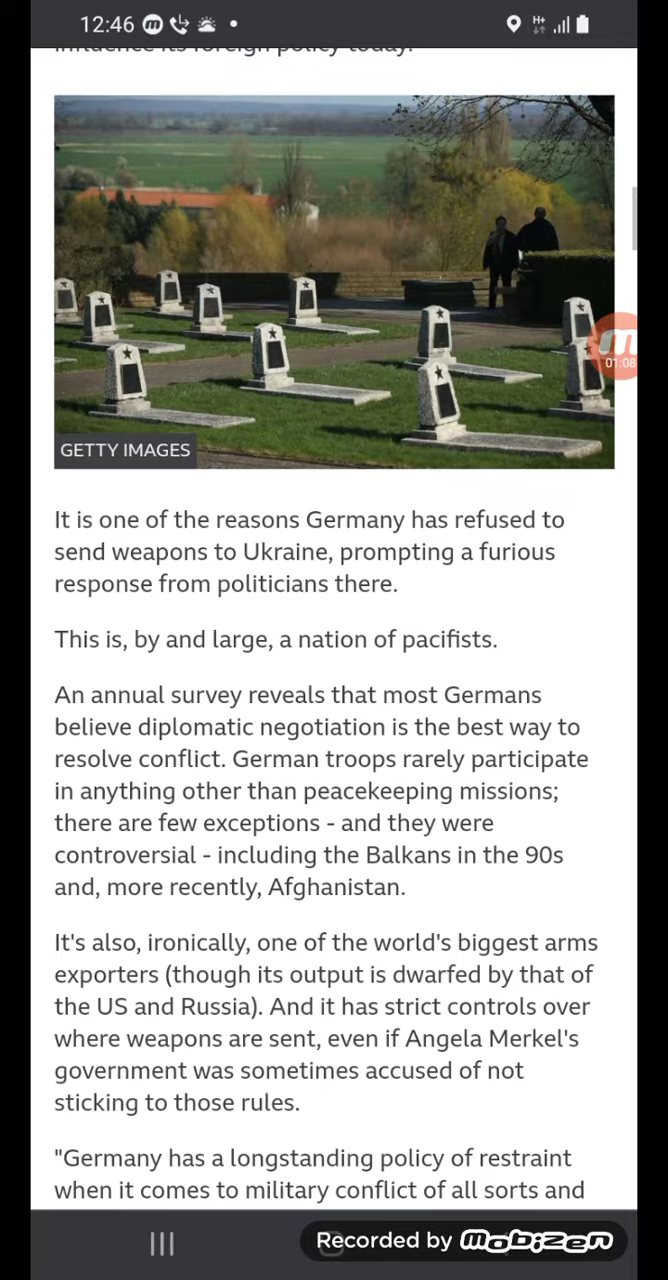 12:46
H+
influence its foreign policy today.
01:08
GETTY IMAGES
It is one of the reasons Germany has refused to
send weapons to Ukraine, prompting a furious
response from politicians there.
This is, by and large, a nation of pacifists.
An annual survey reveals that most Germans
believe diplomatic negotiation is the best way to
resolve conflict. German troops rarely participate
in anything other than peacekeeping missions;
there are few exceptions - and they were
controversial - including the Balkans in the 90s
and, more recently, Afghanistan.
It's also, ironically, one of the world's biggest arms
exporters (though its output is dwarfed by that of
the US and Russia). And it has strict controls over
where weapons are sent, even if Angela Merkel's
government was sometimes accused of not
sticking to those rules.
"Germany has a longstanding policy of restraint
when it comes to military conflict of all sorts and
Recorded by mobizen